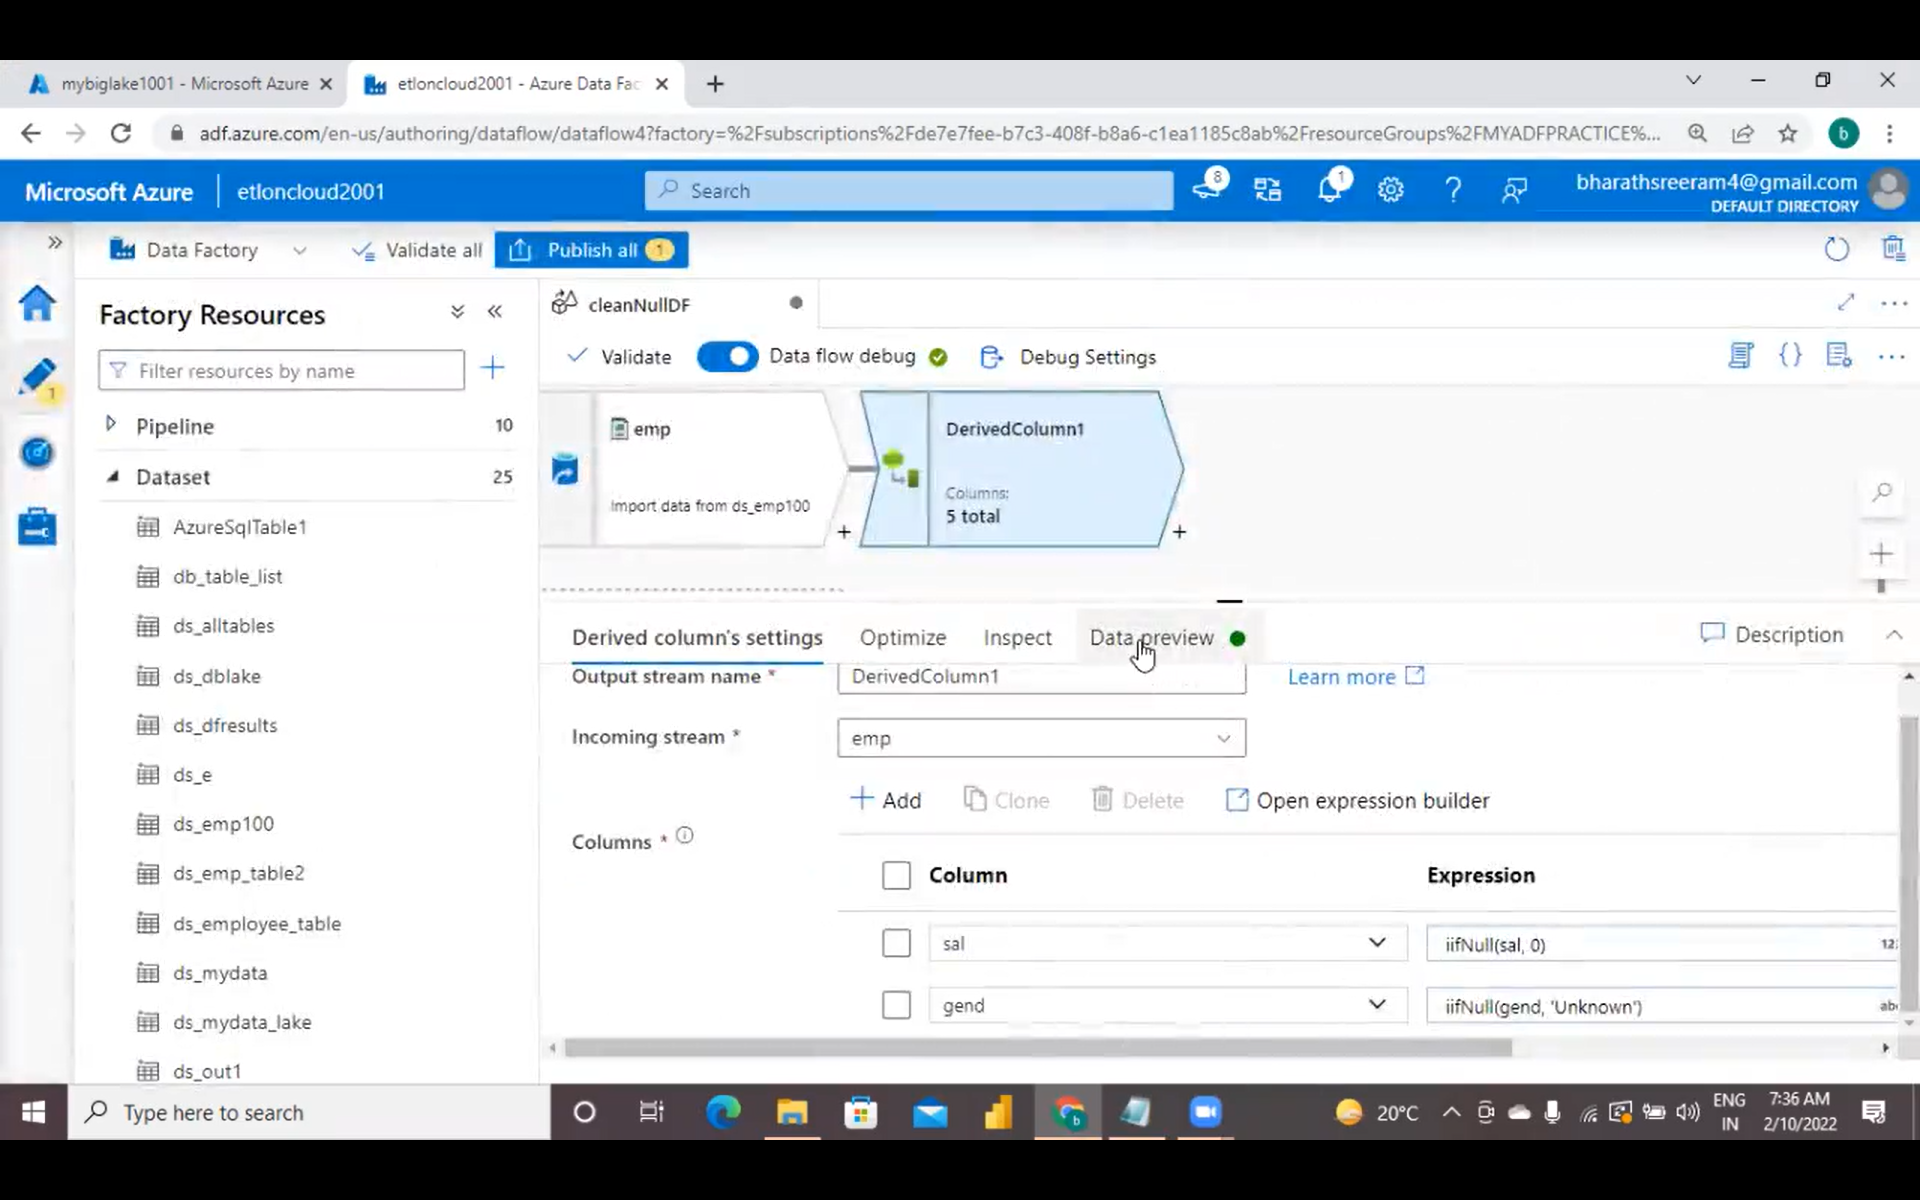 mybiglake1001 - Microsoft Azure
etloncloud2001 - Azure Data Fac
adf.azure.com/en-us/authoring/dataflow/dataflow4?factory=%2Fsubscriptions%2Fde7e7fee-b7c3-408f-b8a6-c1ea1185c8ab%2FresourceGroups%2FMYADFPRACTICE%...
b
Microsoft Azure
etloncloud2001
Search
8
1
bharathsreeram4@gmail.com
DEFAULT DIRECTORY
Data Factory
Validate all
Publish all 1
Factory Resources
cleanNullDF
Validate
Data flow debug
Debug Settings
Filter resources by name
1
Pipeline 10
Dataset 25
AzureSqlTable1
db_table_list
ds_alltables
ds_dblake
ds_dfresults
ds_e
ds_emp100
ds_emp_table2
ds_employee_table
ds_mydata
ds_mydata_lake
ds_out1
emp
Import data from ds_emp100
DerivedColumn1
Columns:
5 total
Derived column's settings
Optimize
Inspect
Data preview
Description
Output stream name *
DerivedColumn1
Learn more
Incoming stream *
emp
Add
Clone
Delete
Open expression builder
Columns *
Column
Expression
sal
iifNull(sal, 0)
12
gend
iifNull(gend, 'Unknown')
ab
Type here to search
b
20°C
ENG
IN
7:36 AM
2/10/2022